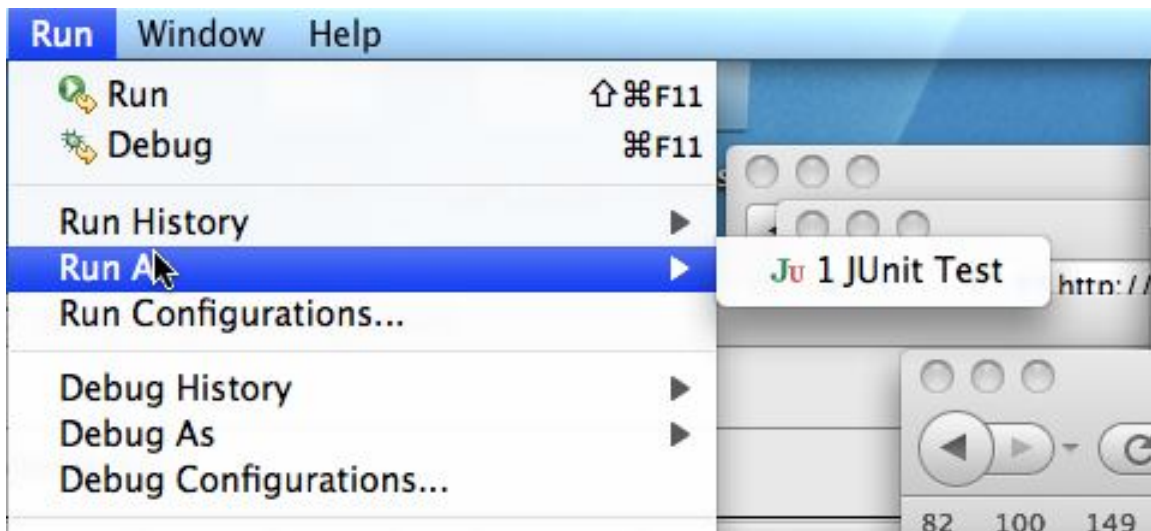 Run Window Help
Run ⇧⌘F11
Debug ⌘F11
Run History
Run A
Ju 1 JUnit Test
http://
Run Configurations...
Debug History
Debug As
Debug Configurations...
82 100 149